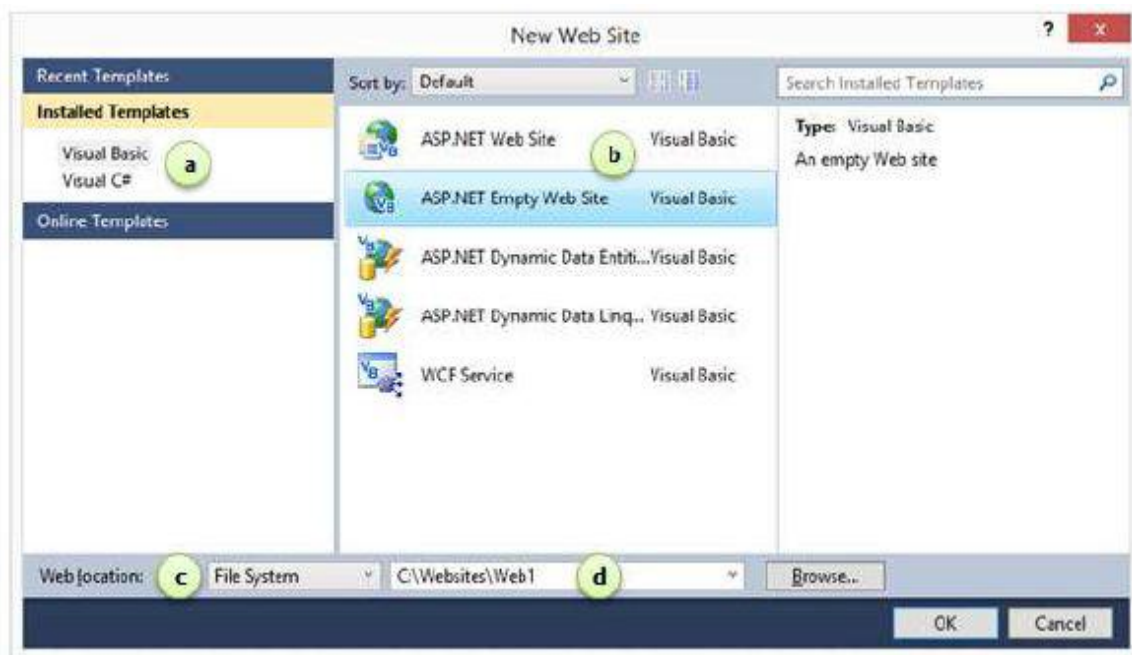 New Web Site
?
x
Recent Templates
Installed Templates
Visual Basic
Visual C#
a
Online Templates
Sort by: Default
Search Installed Templates
ASP.NET Web Site b Visual Basic
ASP.NET Empty Web Site Visual Basic
ASP.NET Dynamic Data Entiti...Visual Basic
ASP.NET Dynamic Data Linq... Visual Basic
WCF Service Visual Basic
Type: Visual Basic
An empty Web site
Web location: c File System C:\Websites\Web1 d Browse...
OK Cancel